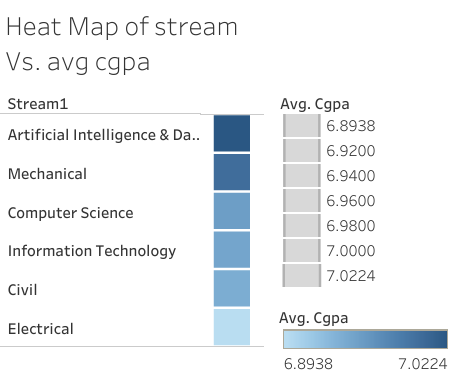 Heat Map of stream
Vs. avg cgpa
Stream1
Artificial Intelligence & Da..
Mechanical
Computer Science
Information Technology
Civil
Electrical
Avg. Cgpa
6.8938
6.9200
6.9400
6.9600
6.9800
7.0000
7.0224
Avg. Cgpa
6.8938 7.0224